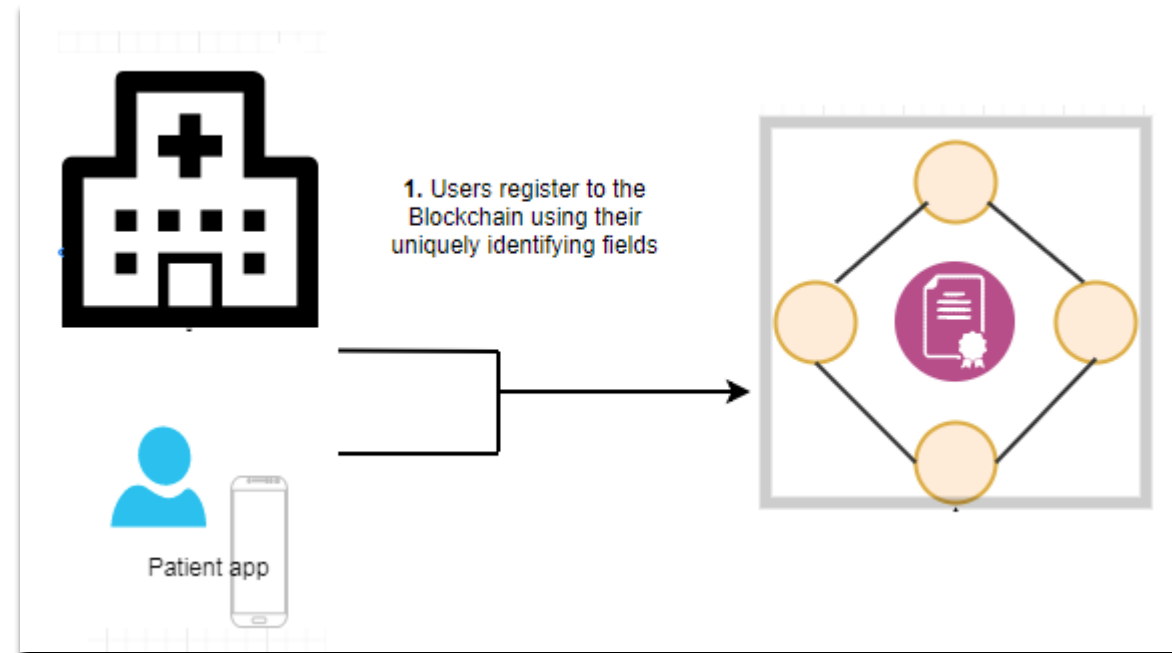 1. Users register to the
Blockchain using their
uniquely identifying fields
Patient app